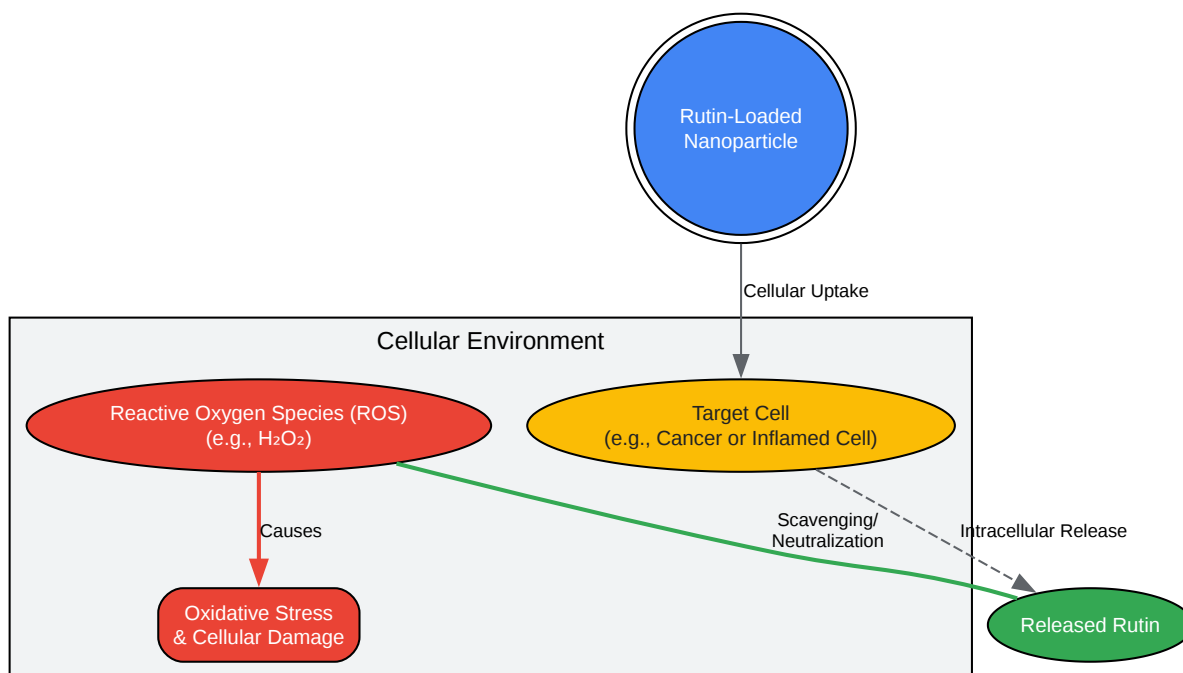 Rutin-Loaded
Nanoparticle
Cellular Uptake
Cellular Environment
Reactive Oxygen Species (ROS)
(e.g., H₂O₂)
Target Cell
(e.g., Cancer or Inflamed Cell)
Causes
Scavenging/
Neutralization
Intracellular Release
Oxidative Stress
& Cellular Damage
Released Rutin